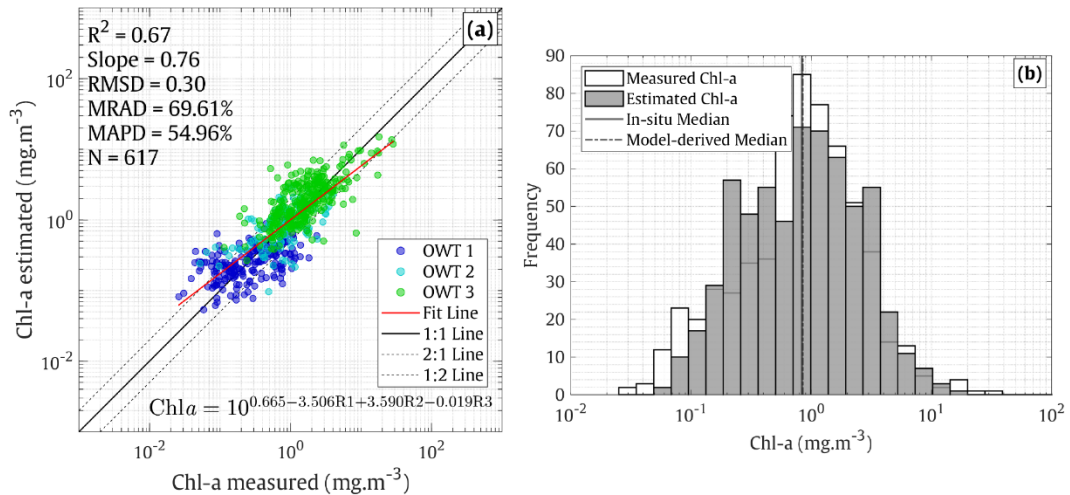 (a)
R² = 0.67
Slope = 0.76
RMSD = 0.30
MRAD = 69.61%
MAPD = 54.96%
N = 617
OWT 1
OWT 2
OWT 3
Fit Line
1:1 Line
2:1 Line
1:2 Line
Chla = 10^{0.665−3.506R1+3.590R2−0.019R3}
Chl-a estimated (mg.m⁻³)
10²
10⁰
10⁻²
10⁻² 10⁰ 10²
Chl-a measured (mg.m⁻³)
(b)
Measured Chl-a
Estimated Chl-a
In-situ Median
Model-derived Median
Frequency
90
80
70
60
50
40
30
20
10
0
10⁻² 10⁻¹ 10⁰ 10¹ 10²
Chl-a (mg.m⁻³)